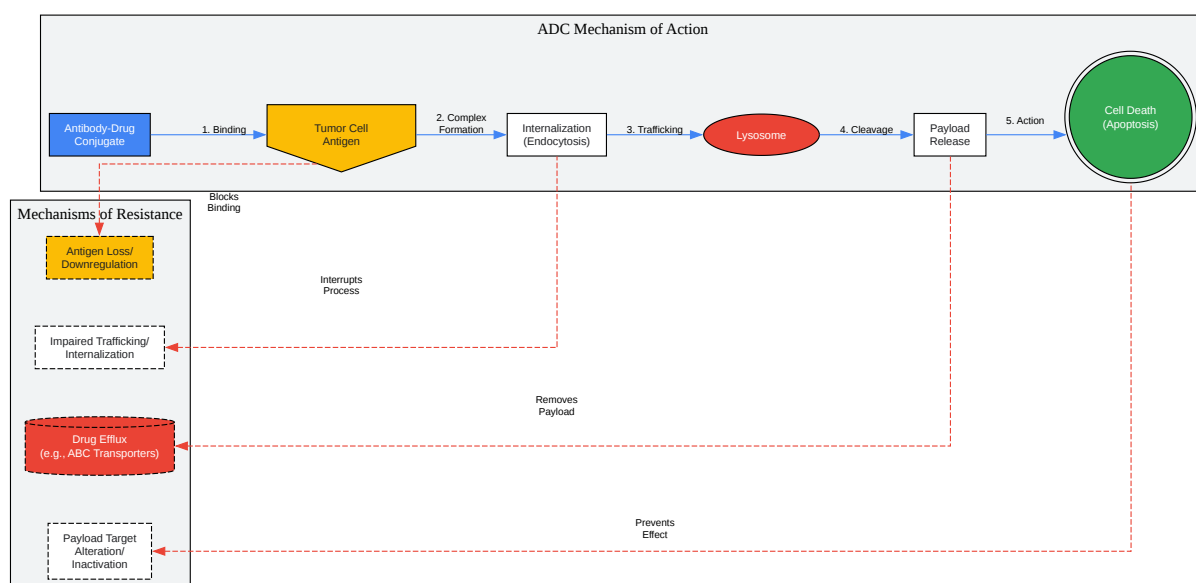 ADC Mechanism of Action
Antibody-Drug
Conjugate
1. Binding
Tumor Cell
Antigen
2. Complex
Formation
Internalization
(Endocytosis)
3. Trafficking
Lysosome
4. Cleavage
Payload
Release
5. Action
Cell Death
(Apoptosis)
Blocks
Binding
Mechanisms of Resistance
Antigen Loss/
Downregulation
Interrupts
Process
Impaired Trafficking/
Internalization
Removes
Payload
Drug Efflux
(e.g., ABC Transporters)
Prevents
Effect
Payload Target
Alteration/
Inactivation